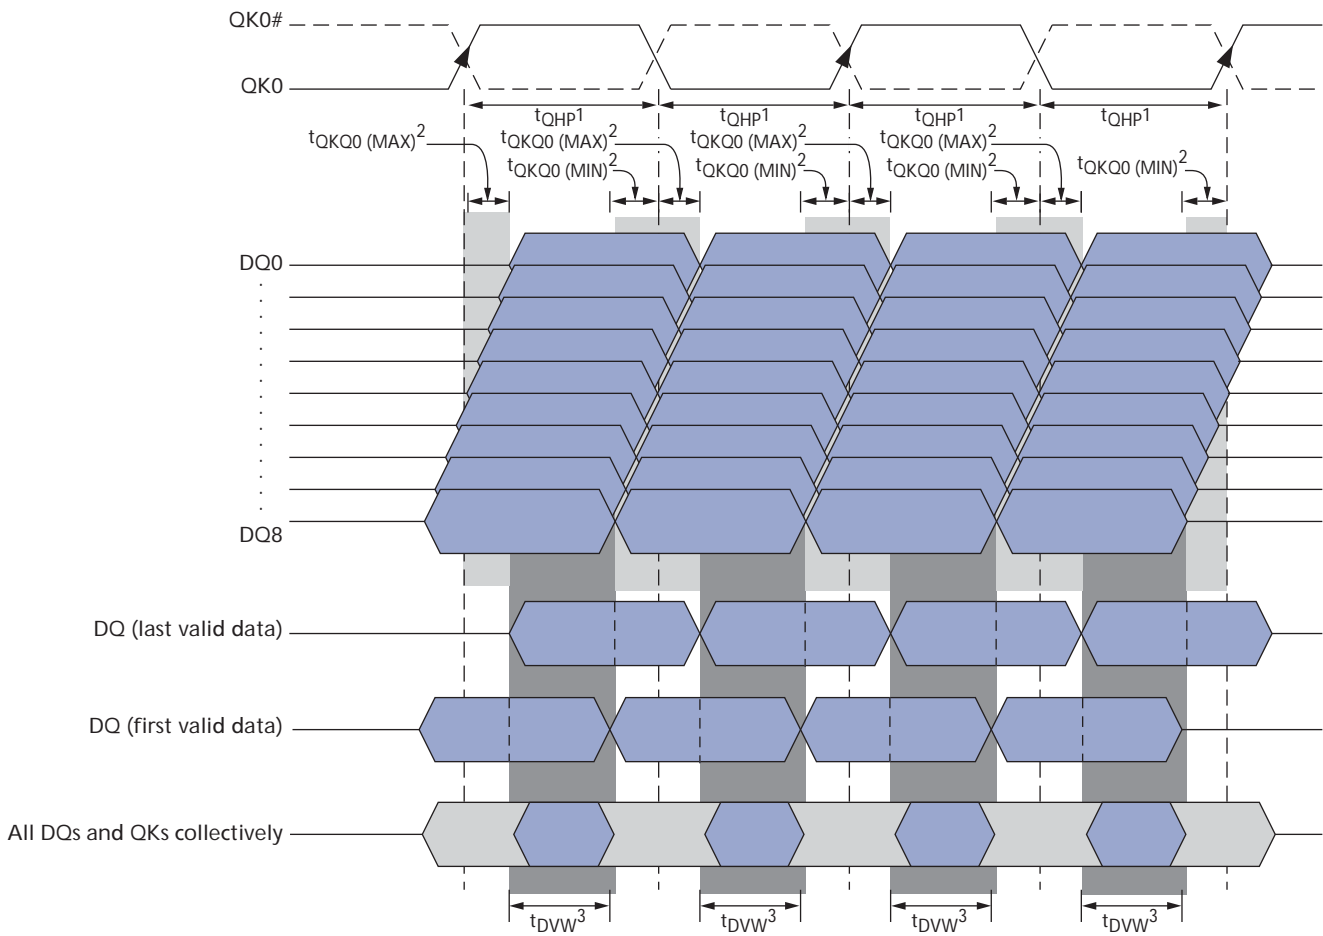 QK0#
QK0
tQHP1 tQHP1 tQHP1 tQHP1
tQKQ0 (MAX)2 tQKQ0 (MAX)2 tQKQ0 (MAX)2 tQKQ0 (MAX)2
tQKQ0 (MIN)2 tQKQ0 (MIN)2 tQKQ0 (MIN)2 tQKQ0 (MIN)2
DQ0
DQ8
DQ (last valid data)
DQ (first valid data)
All DQs and QKs collectively
tDVW3 tDVW3 tDVW3 tDVW3